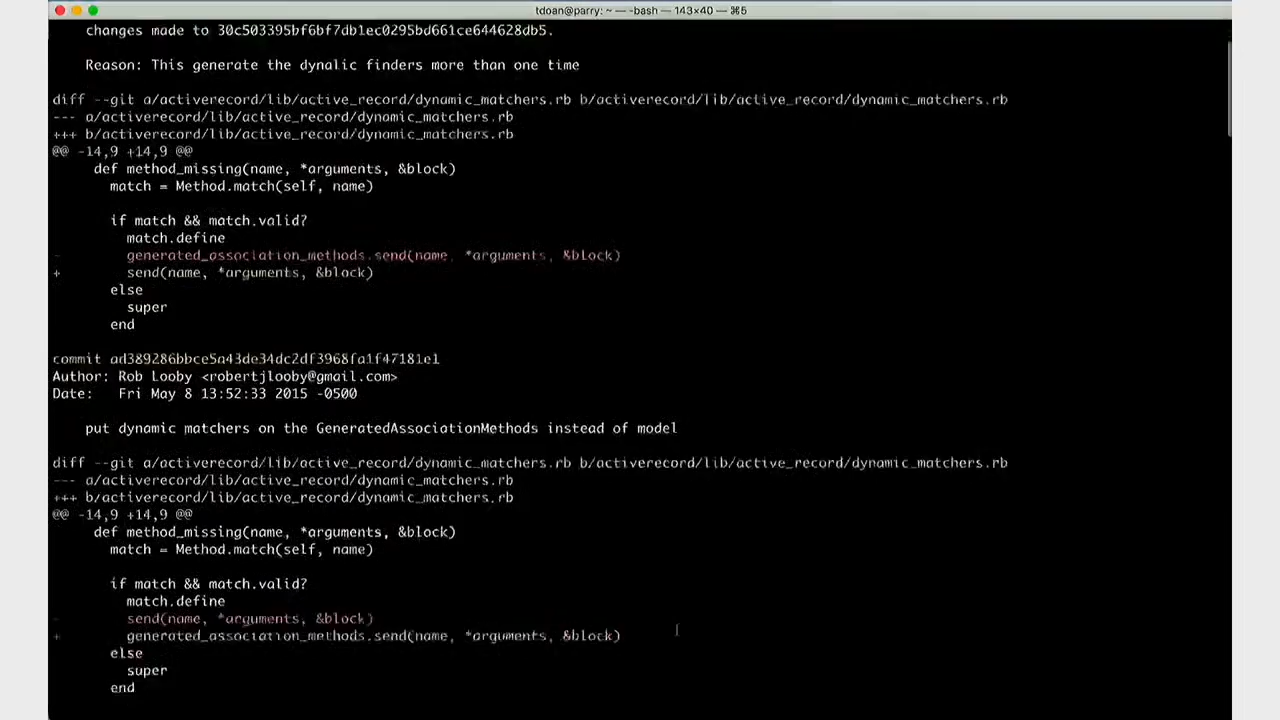 tdoan@parry: ~ — -bash — 143×40 — ⌘5
changes made to 30c503395bf6bf7db1ec0295bd661ce644628db5.
Reason: This generate the dynalic finders more than one time
diff --git a/activerecord/lib/active_record/dynamic_matchers.rb b/activerecord/lib/active_record/dynamic_matchers.rb
--- a/activerecord/lib/active_record/dynamic_matchers.rb
+++ b/activerecord/lib/active_record/dynamic_matchers.rb
@@ -14,9 +14,9 @@
def method_missing(name, *arguments, &block)
match = Method.match(self, name)
if match && match.valid?
match.define
- generated_association_methods.send(name, *arguments, &block)
+ send(name, *arguments, &block)
else
super
end
commit ad389286bbce5a43de34dc2df3968fa1f47181e1
Author: Rob Looby <robertjlooby@gmail.com>
Date: Fri May 8 13:52:33 2015 -0500
put dynamic matchers on the GeneratedAssociationMethods instead of model
diff --git a/activerecord/lib/active_record/dynamic_matchers.rb b/activerecord/lib/active_record/dynamic_matchers.rb
--- a/activerecord/lib/active_record/dynamic_matchers.rb
+++ b/activerecord/lib/active_record/dynamic_matchers.rb
@@ -14,9 +14,9 @@
def method_missing(name, *arguments, &block)
match = Method.match(self, name)
if match && match.valid?
match.define
- send(name, *arguments, &block)
+ generated_association_methods.send(name, *arguments, &block)
else
super
end